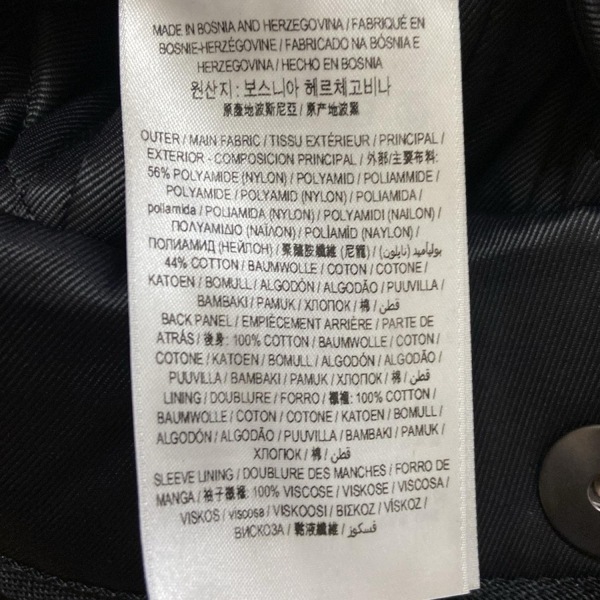 MADE IN BOSNIA AND HERZEGOVINA / FABRIQUÉ EN
BOSNIE-HERZÉGOVINE / FABRICADO NA BÓSNIA E
HERZEGOVINA / HECHO EN BOSNIA
원산지 : 보스니아 헤르체고비나
原產地波斯尼亞 / 原产地波黑
OUTER / MAIN FABRIC / TISSU EXTÉRIEUR / PRINCIPAL /
EXTERIOR - COMPOSICION PRINCIPAL / 外部/主要布料:
56% POLYAMIDE (NYLON) / POLYAMID / POLIAMMIDE /
POLYAMIDE / POLYAMID (NYLON) / POLIAMIDA /
poliamida / POLIAMIDA (NYLON) / POLYAMIDI (NAILON) /
ΠΟΛΥΑΜΙΔΙΟ (ΝΑΪΛΟΝ) / POLİAMİD (NAYLON) /
ПОЛИАМИД (НЕЙЛОН) / 聚醯胺纖維 (尼龍) / بوليأميد (نايلون) /
44% COTTON / BAUMWOLLE / COTON / COTONE /
KATOEN / BOMULL / ALGODÓN / ALGODÃO / PUUVILLA /
BAMBAKI / PAMUK / ХЛОПОК / 棉 / قطن /
BACK PANEL / EMPIÈCEMENT ARRIÈRE / PARTE DE
ATRÁS / 後身: 100% COTTON / BAUMWOLLE / COTON /
COTONE / KATOEN / BOMULL / ALGODÓN / ALGODÃO /
PUUVILLA / BAMBAKI / PAMUK / ХЛОПОК / 棉 / قطن /
LINING / DOUBLURE / FORRO / 襯裡: 100% COTTON /
BAUMWOLLE / COTON / COTONE / KATOEN / BOMULL /
ALGODÓN / ALGODÃO / PUUVILLA / BAMBAKI / PAMUK /
ХЛОПОК / 棉 / قطن /
SLEEVE LINING / DOUBLURE DES MANCHES / FORRO DE
MANGA / 袖子襯裡: 100% VISCOSE / VISKOSE / VISCOSA /
VISKOS / viscosa / VISKOOSI / ΒΙΣΚΟΖ / VİSKOZ /
ВИСКОЗА / 黏液纖維 / فسكوز /